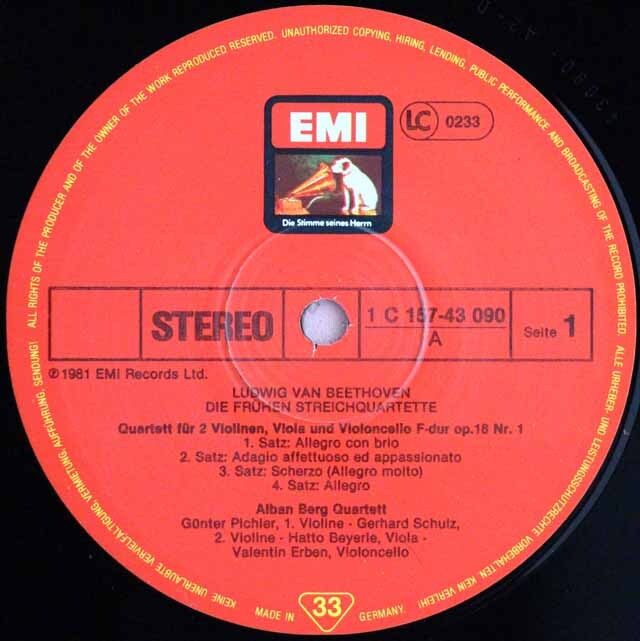 ALL RIGHTS OF THE PRODUCER AND OF THE OWNER OF THE WORK REPRODUCED RESERVED. UNAUTHORIZED COPYING, HIRING, LENDING, PUBLIC PERFORMANCE AND BROADCASTING OF THE RECORD PROHIBITED.
ALLE URHEBER- UND LEISTUNGSSCHUTZRECHTE VORBEHALTEN. KEIN VERLEIH! KEINE UNERLAUBTE VERVIELFÄLTIGUNG, VERMIETUNG, AUFFÜHRUNG, SENDUNG!
EMI
LC 0233
Die Stimme seines Herrn
STEREO
1 C 157-43 090
A
Seite 1
℗1981 EMI Records Ltd.
LUDWIG VAN BEETHOVEN
DIE FRÜHEN STREICHQUARTETTE
Quartett für 2 Violinen, Viola und Violoncello F-dur op.18 Nr. 1
1. Satz: Allegro con brio
2. Satz: Adagio affettuoso ed appassionato
3. Satz: Scherzo (Allegro molto)
4. Satz: Allegro
Alban Berg Quartett
Günter Pichler, 1. Violine - Gerhard Schulz,
2. Violine - Hatto Beyerle, Viola -
Valentin Erben, Violoncello
MADE IN 33 GERMANY.